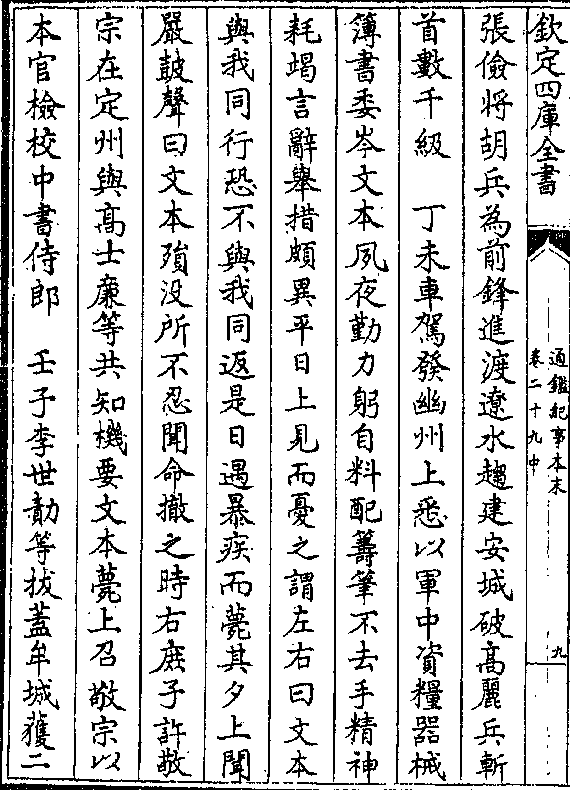 欽定四庫全書
通鑑紀事本末
卷二十九中
九
張儉將胡兵為前鋒進渡遼水趨建安城破高麗兵斬
首數千級　丁未車駕發幽州上悉以軍中資糧器械
簿書委岑文本夙夜勤力躬自料配籌筆不去手精神
耗竭言辭舉措頗異平日上見而憂之謂左右曰文本
與我同行恐不與我同返是日遇暴疾而薨其夕上聞
嚴鼓聲曰文本殞没所不忍聞命撤之時右庶子許敬
宗在定州與高士廉等共知機要文本薨上召敬宗以
本官檢校中書侍郎　壬子李世勣等拔蓋牟城獲二